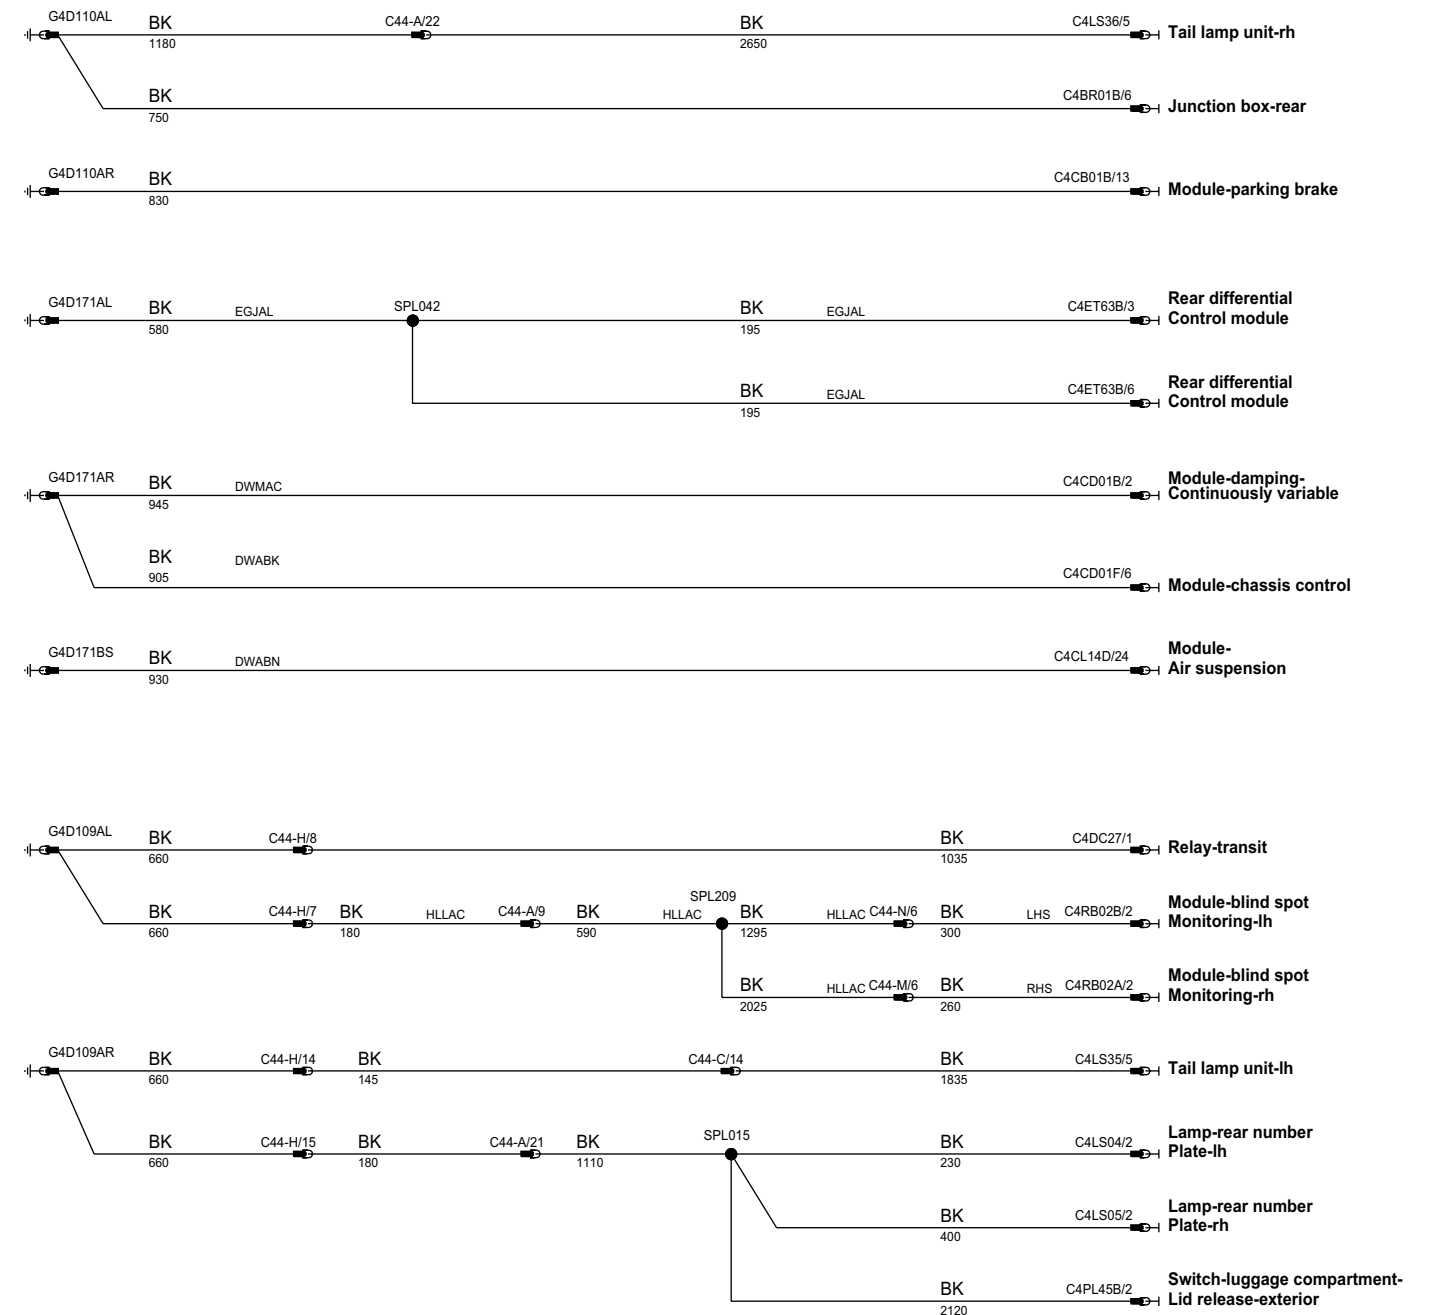 G4D110AL BK C44-A/22 BK C4LS36/5 Tail lamp unit-rh
1180 2650
BK C4BR01B/6 Junction box-rear
750
G4D110AR BK C4CB01B/13 Module-parking brake
830
G4D171AL BK EGJAL SPL042 BK EGJAL C4ET63B/3 Rear differential
580 195 Control module
BK EGJAL C4ET63B/6 Rear differential
195 Control module
G4D171AR BK DWMAC C4CD01B/2 Module-damping-
945 Continuously variable
BK DWABK
905 C4CD01F/6 Module-chassis control
G4D171BS BK DWABN C4CL14D/24 Module-
930 Air suspension
G4D109AL BK C44-H/8 BK C4DC27/1 Relay-transit
660 1035
SPL209
BK C44-H/7 BK HLLAC C44-A/9 BK HLLAC BK HLLAC C44-N/6 BK LHS C4RB02B/2 Module-blind spot
660 180 590 1295 300 Monitoring-lh
BK HLLAC C44-M/6 BK RHS C4RB02A/2 Module-blind spot
2025 260 Monitoring-rh
G4D109AR BK C44-H/14 BK C44-C/14 BK C4LS35/5 Tail lamp unit-lh
660 145 1835
SPL015
BK C44-H/15 BK C44-A/21 BK BK C4LS04/2 Lamp-rear number
660 180 1110 230 Plate-lh
BK C4LS05/2 Lamp-rear number
400 Plate-rh
BK C4PL45B/2 Switch-luggage compartment-
2120 Lid release-exterior